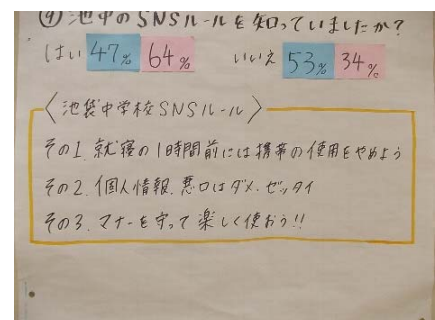 (9) 池中のSNSルールを知っていましたか?
はい 47% 64% いいえ 53% 34%
〈池袋中学校SNSルール〉
その1. 就寝の1時間前には携帯の使用をやめよう
その2. 個人情報、悪口はダメ.ゼッタイ
その3. マナーを守って楽しく使おう!!